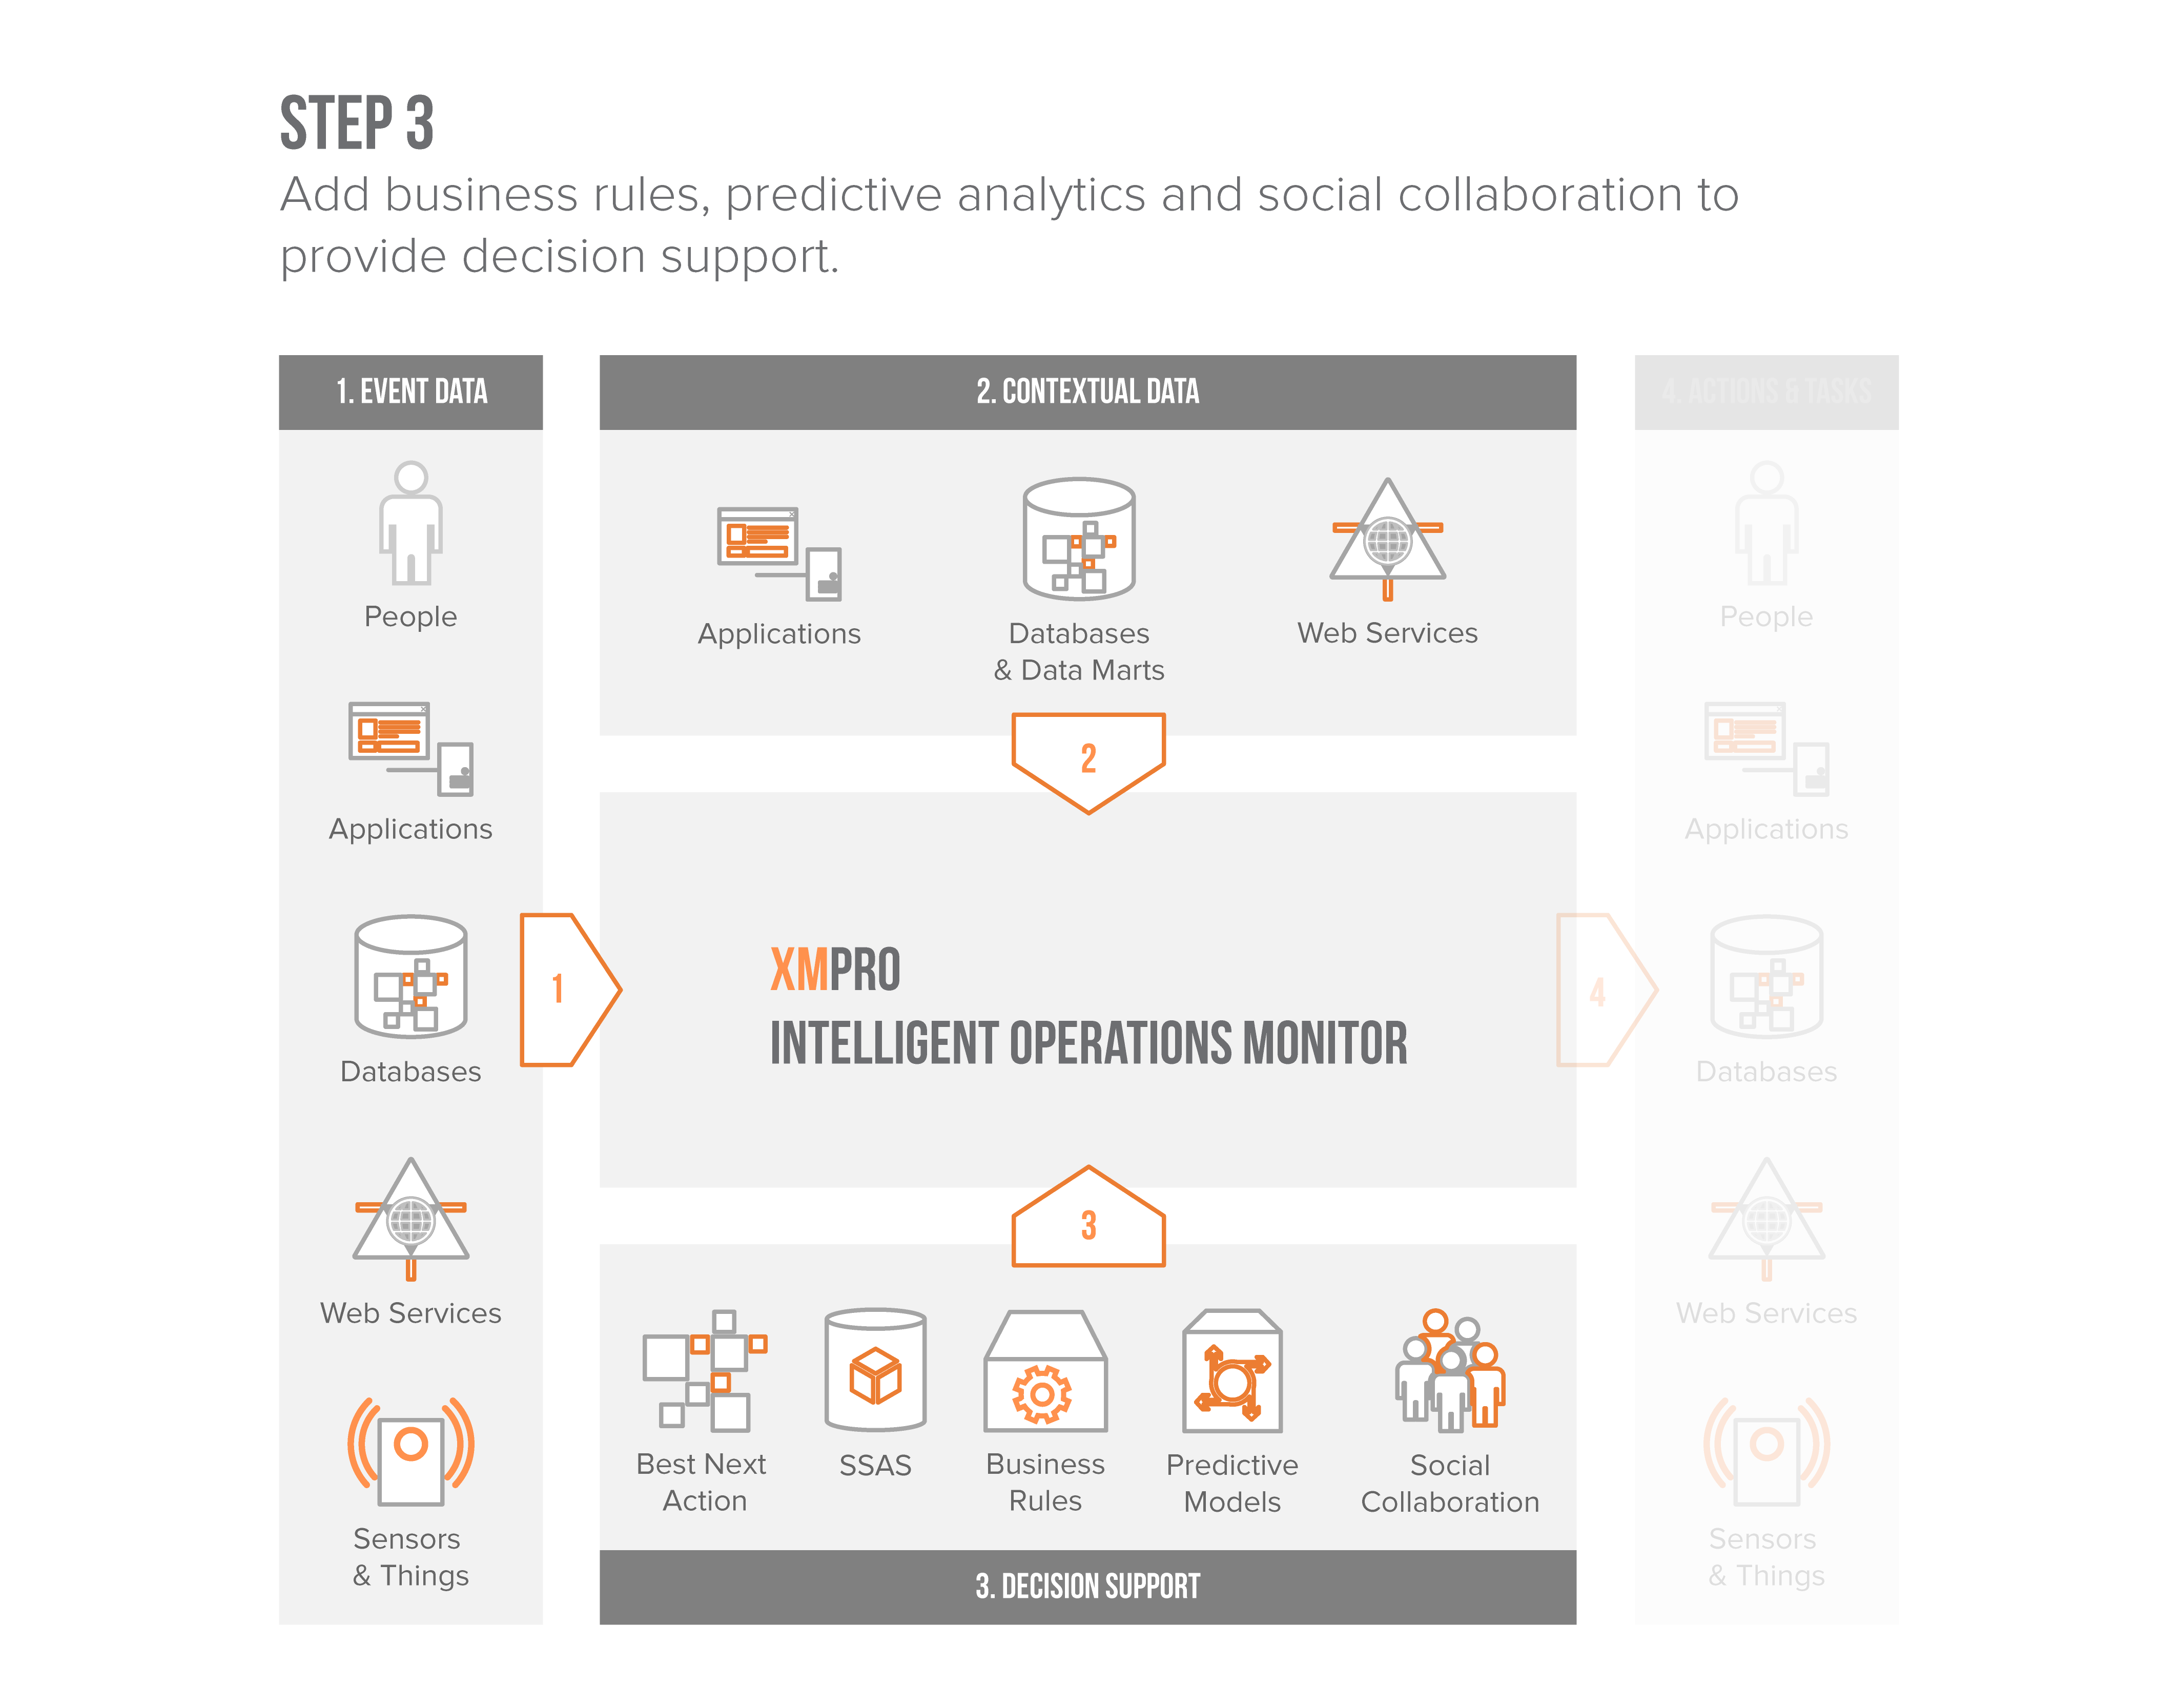 STEP 3
Add business rules, predictive analytics and social collaboration to
provide decision support.
1. EVENT DATA
People
Applications
Databases
Web Services
Sensors
& Things
1
2. CONTEXTUAL DATA
Applications
Databases
& Data Marts
Web Services
2
XMPRO
INTELLIGENT OPERATIONS MONITOR
3
Best Next
Action
SSAS
Business
Rules
Predictive
Models
Social
Collaboration
3. DECISION SUPPORT
4
4. ACTIONS & TASKS
People
Applications
Databases
Web Services
Sensors
& Things